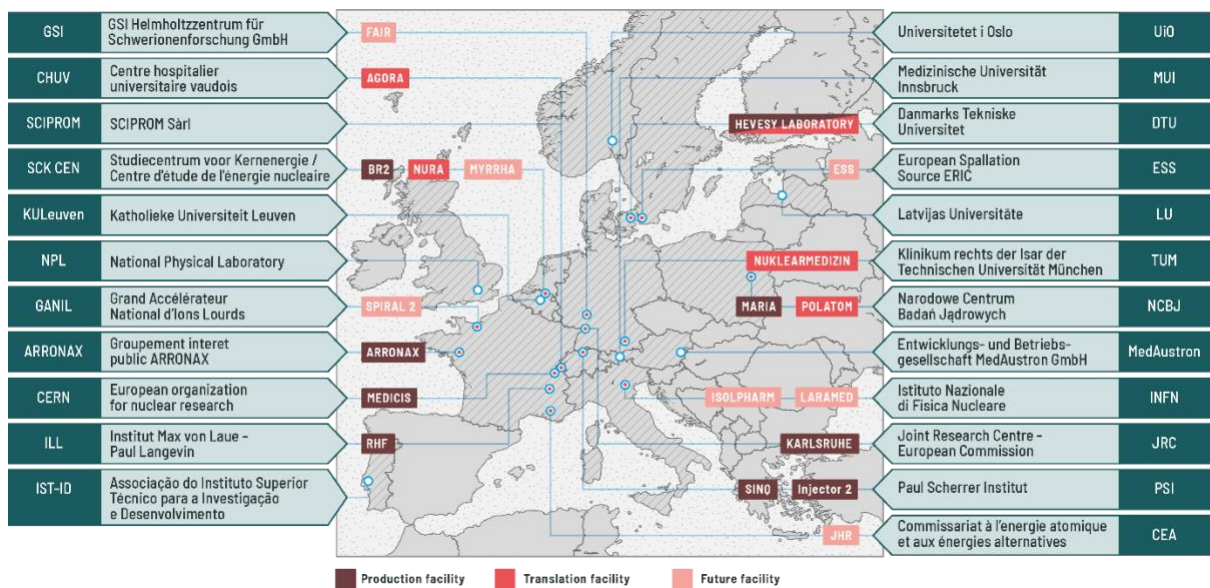 GSI
GSI Helmholtzzentrum für
Schwerionenforschung GmbH
FAIR
CHUV
Centre hospitalier
universitaire vaudois
AGORA
SCIPROM
SCIPROM Sàrl
SCK CEN
Studiecentrum voor Kernenergie /
Centre d'étude de l'énergie nucleaire
BR2
NURA
MYRRHA
KULeuven
Katholieke Universiteit Leuven
NPL
National Physical Laboratory
GANIL
Grand Accélérateur
National d'Ions Lourds
SPIRAL 2
ARRONAX
Groupement interet
public ARRONAX
ARRONAX
CERN
European organization
for nuclear research
MEDICIS
ILL
Institut Max von Laue –
Paul Langevin
RHF
IST-ID
Associação do Instituto Superior
Técnico para a Investigação
e Desenvolvimento
Universitetet i Oslo
UiO
Medizinische Universität
Innsbruck
MUI
HEVESY LABORATORY
Danmarks Tekniske
Universitet
DTU
ESS
European Spallation
Source ERIC
ESS
Latvijas Universitāte
LU
NUKLEARMEDIZIN
Klinikum rechts der Isar der
Technischen Universität München
TUM
MARIA
POLATOM
Narodowe Centrum
Badań Jądrowych
NCBJ
Entwicklungs- und Betriebs-
gesellschaft MedAustron GmbH
MedAustron
ISOLPHARM
LARAMED
Istituto Nazionale
di Fisica Nucleare
INFN
KARLSRUHE
Joint Research Centre –
European Commission
JRC
SINQ
Injector 2
Paul Scherrer Institut
PSI
JHR
Commissariat à l'energie atomique
et aux énergies alternatives
CEA
Production facility
Translation facility
Future facility